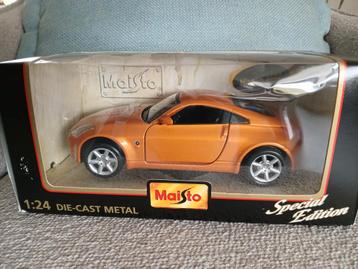 Maisto
1:24 DIE-CAST METAL
Maisto
Special
Edition